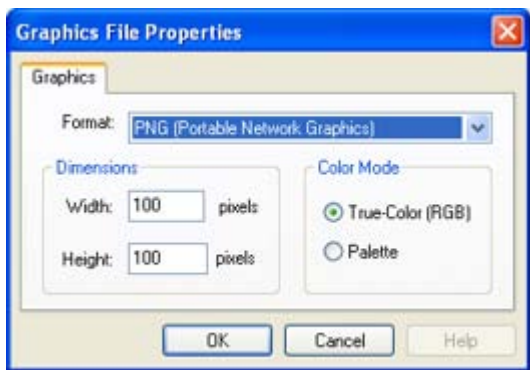 Graphics File Properties
Graphics
Format: PNG (Portable Network Graphics)
Dimensions Color Mode
Width: 100 pixels True-Color (RGB)
Height: 100 pixels Palette
OK Cancel Help